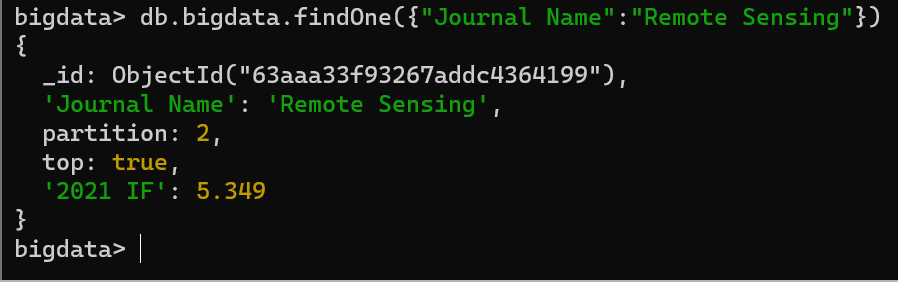 bigdata> db.bigdata.findOne({"Journal Name":"Remote Sensing"})
{
  _id: ObjectId("63aaa33f93267addc4364199"),
  'Journal Name': 'Remote Sensing',
  partition: 2,
  top: true,
  '2021 IF': 5.349
}
bigdata>